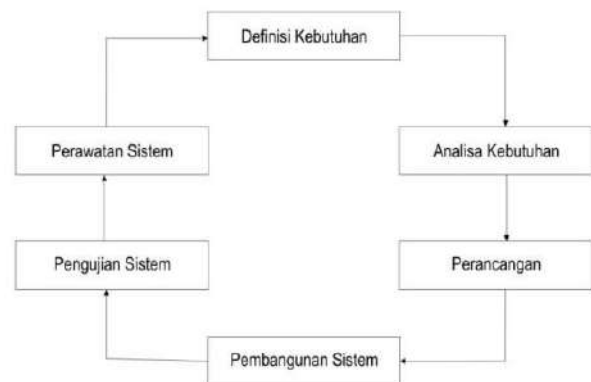 Definisi Kebutuhan
Analisa Kebutuhan
Perancangan
Pembangunan Sistem
Pengujian Sistem
Perawatan Sistem